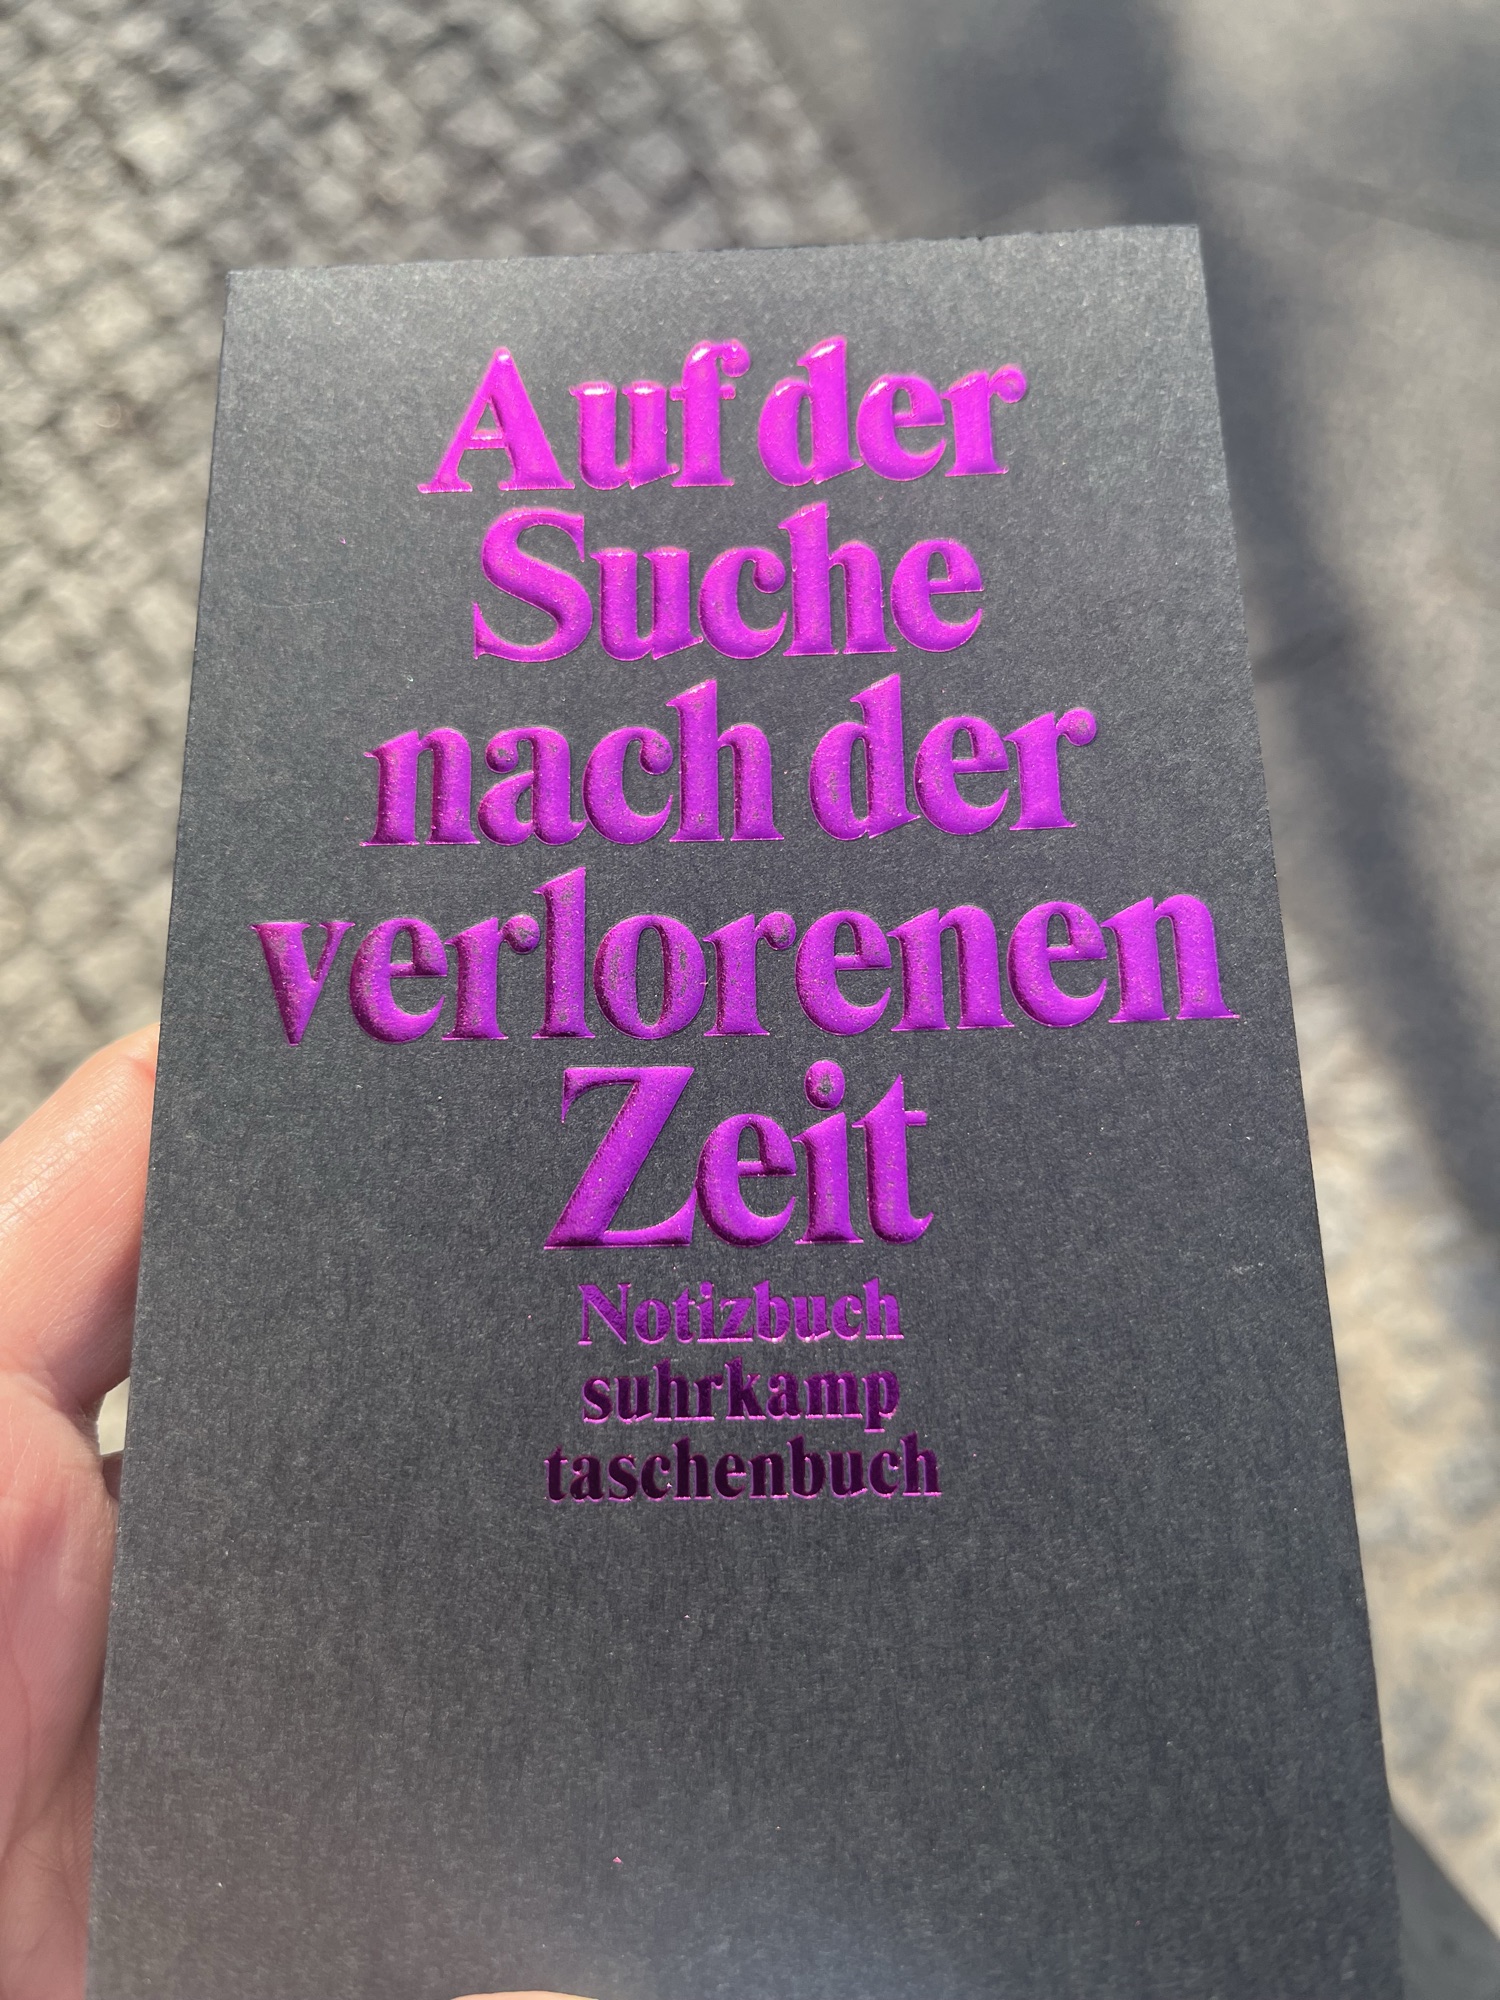 Auf der
Suche
nach der
verlorenen
Zeit
Notizbuch
suhrkamp
taschenbuch